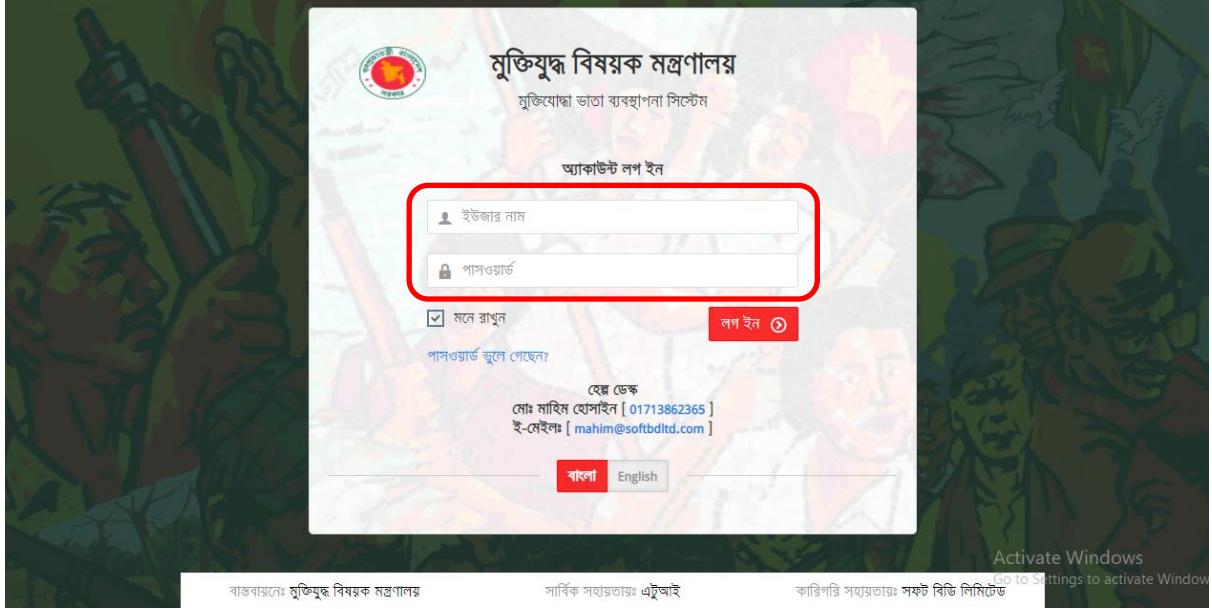 মুক্তিযুদ্ধ বিষয়ক মন্ত্রণালয়
মুক্তিযোদ্ধা ভাতা ব্যবস্থাপনা সিস্টেম
অ্যাকাউন্ট লগ ইন
ইউজার নাম
পাসওয়ার্ড
মনে রাখুন
লগ ইন
পাসওয়ার্ড ভুলে গেছেন?
হেল্প ডেস্ক
মোঃ মাহিম হোসাইন [ 01713862365 ]
ই-মেইলঃ [ mahim@softbdltd.com ]
বাংলা English
Activate Windows
Go to Settings to activate Window
বাস্তবায়নেঃ মুক্তিযুদ্ধ বিষয়ক মন্ত্রণালয় সার্বিক সহায়তায়ঃ এটুআই কারিগরি সহায়তায়ঃ সফট বিডি লিমিটেড